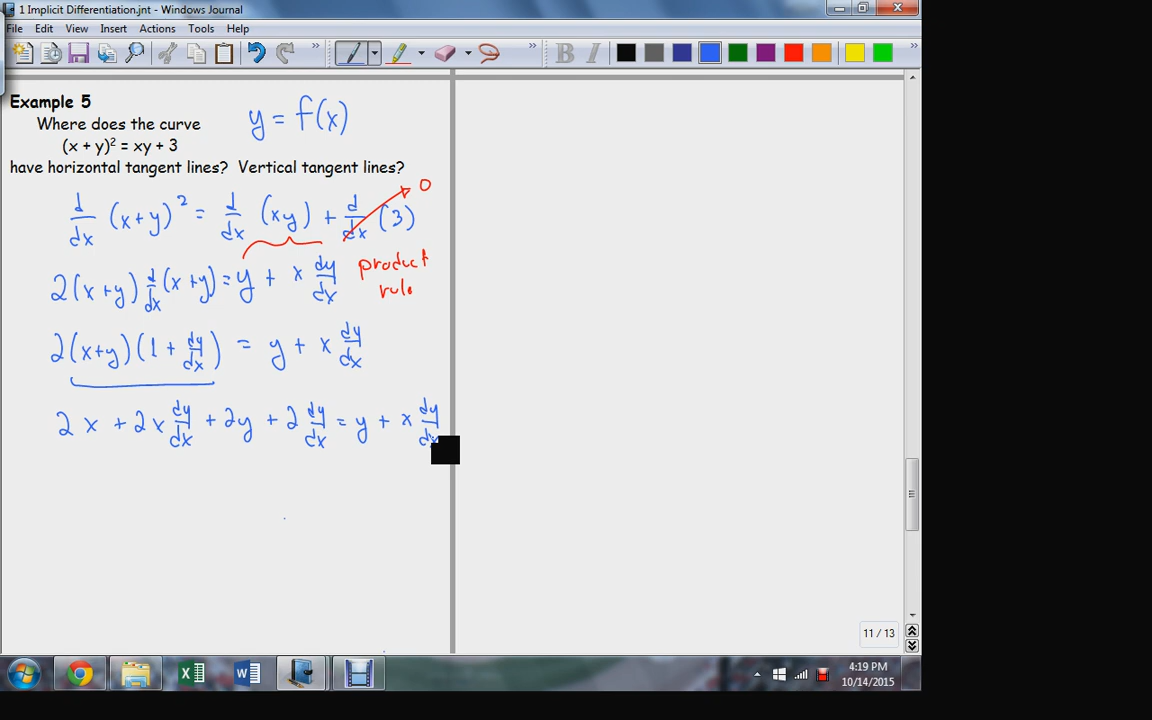 1 Implicit Differentiation.jnt - Windows Journal
File Edit View Insert Actions Tools Help
Example 5
Where does the curve
(x + y)² = xy + 3
have horizontal tangent lines? Vertical tangent lines?
y = f(x)
d/dx (x+y)² = d/dx (xy) + d/dx (3) 0
2(x+y) d/dx (x+y) = y + x dy/dx product
rule
2(x+y)(1 + dy/dx) = y + x dy/dx
2x + 2x dy/dx + 2y + 2 dy/dx = y + x dy/dx
11 / 13
4:19 PM
10/14/2015